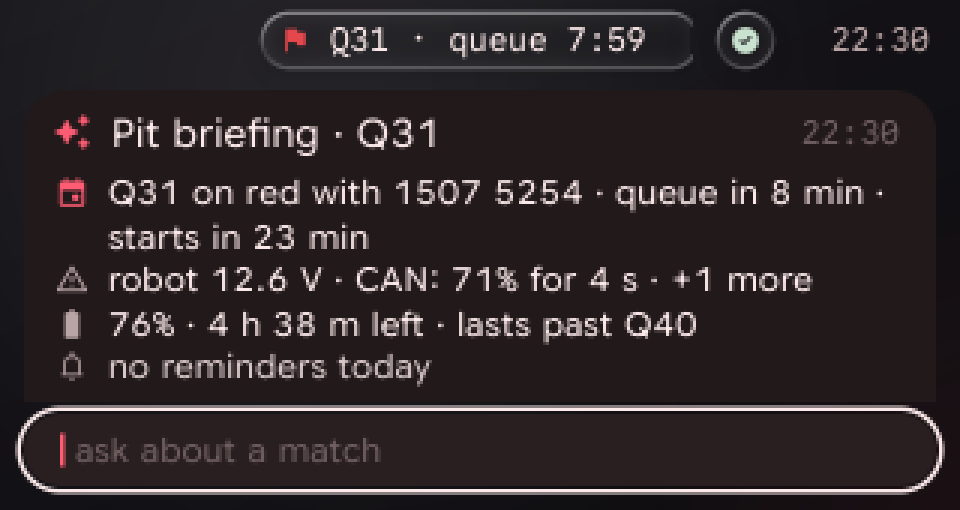 Q31 · queue 7:59
22:30
Pit briefing · Q31
22:30
Q31 on red with 1507 5254 · queue in 8 min ·
starts in 23 min
robot 12.6 V · CAN: 71% for 4 s · +1 more
76% · 4 h 38 m left · lasts past Q40
no reminders today
ask about a match